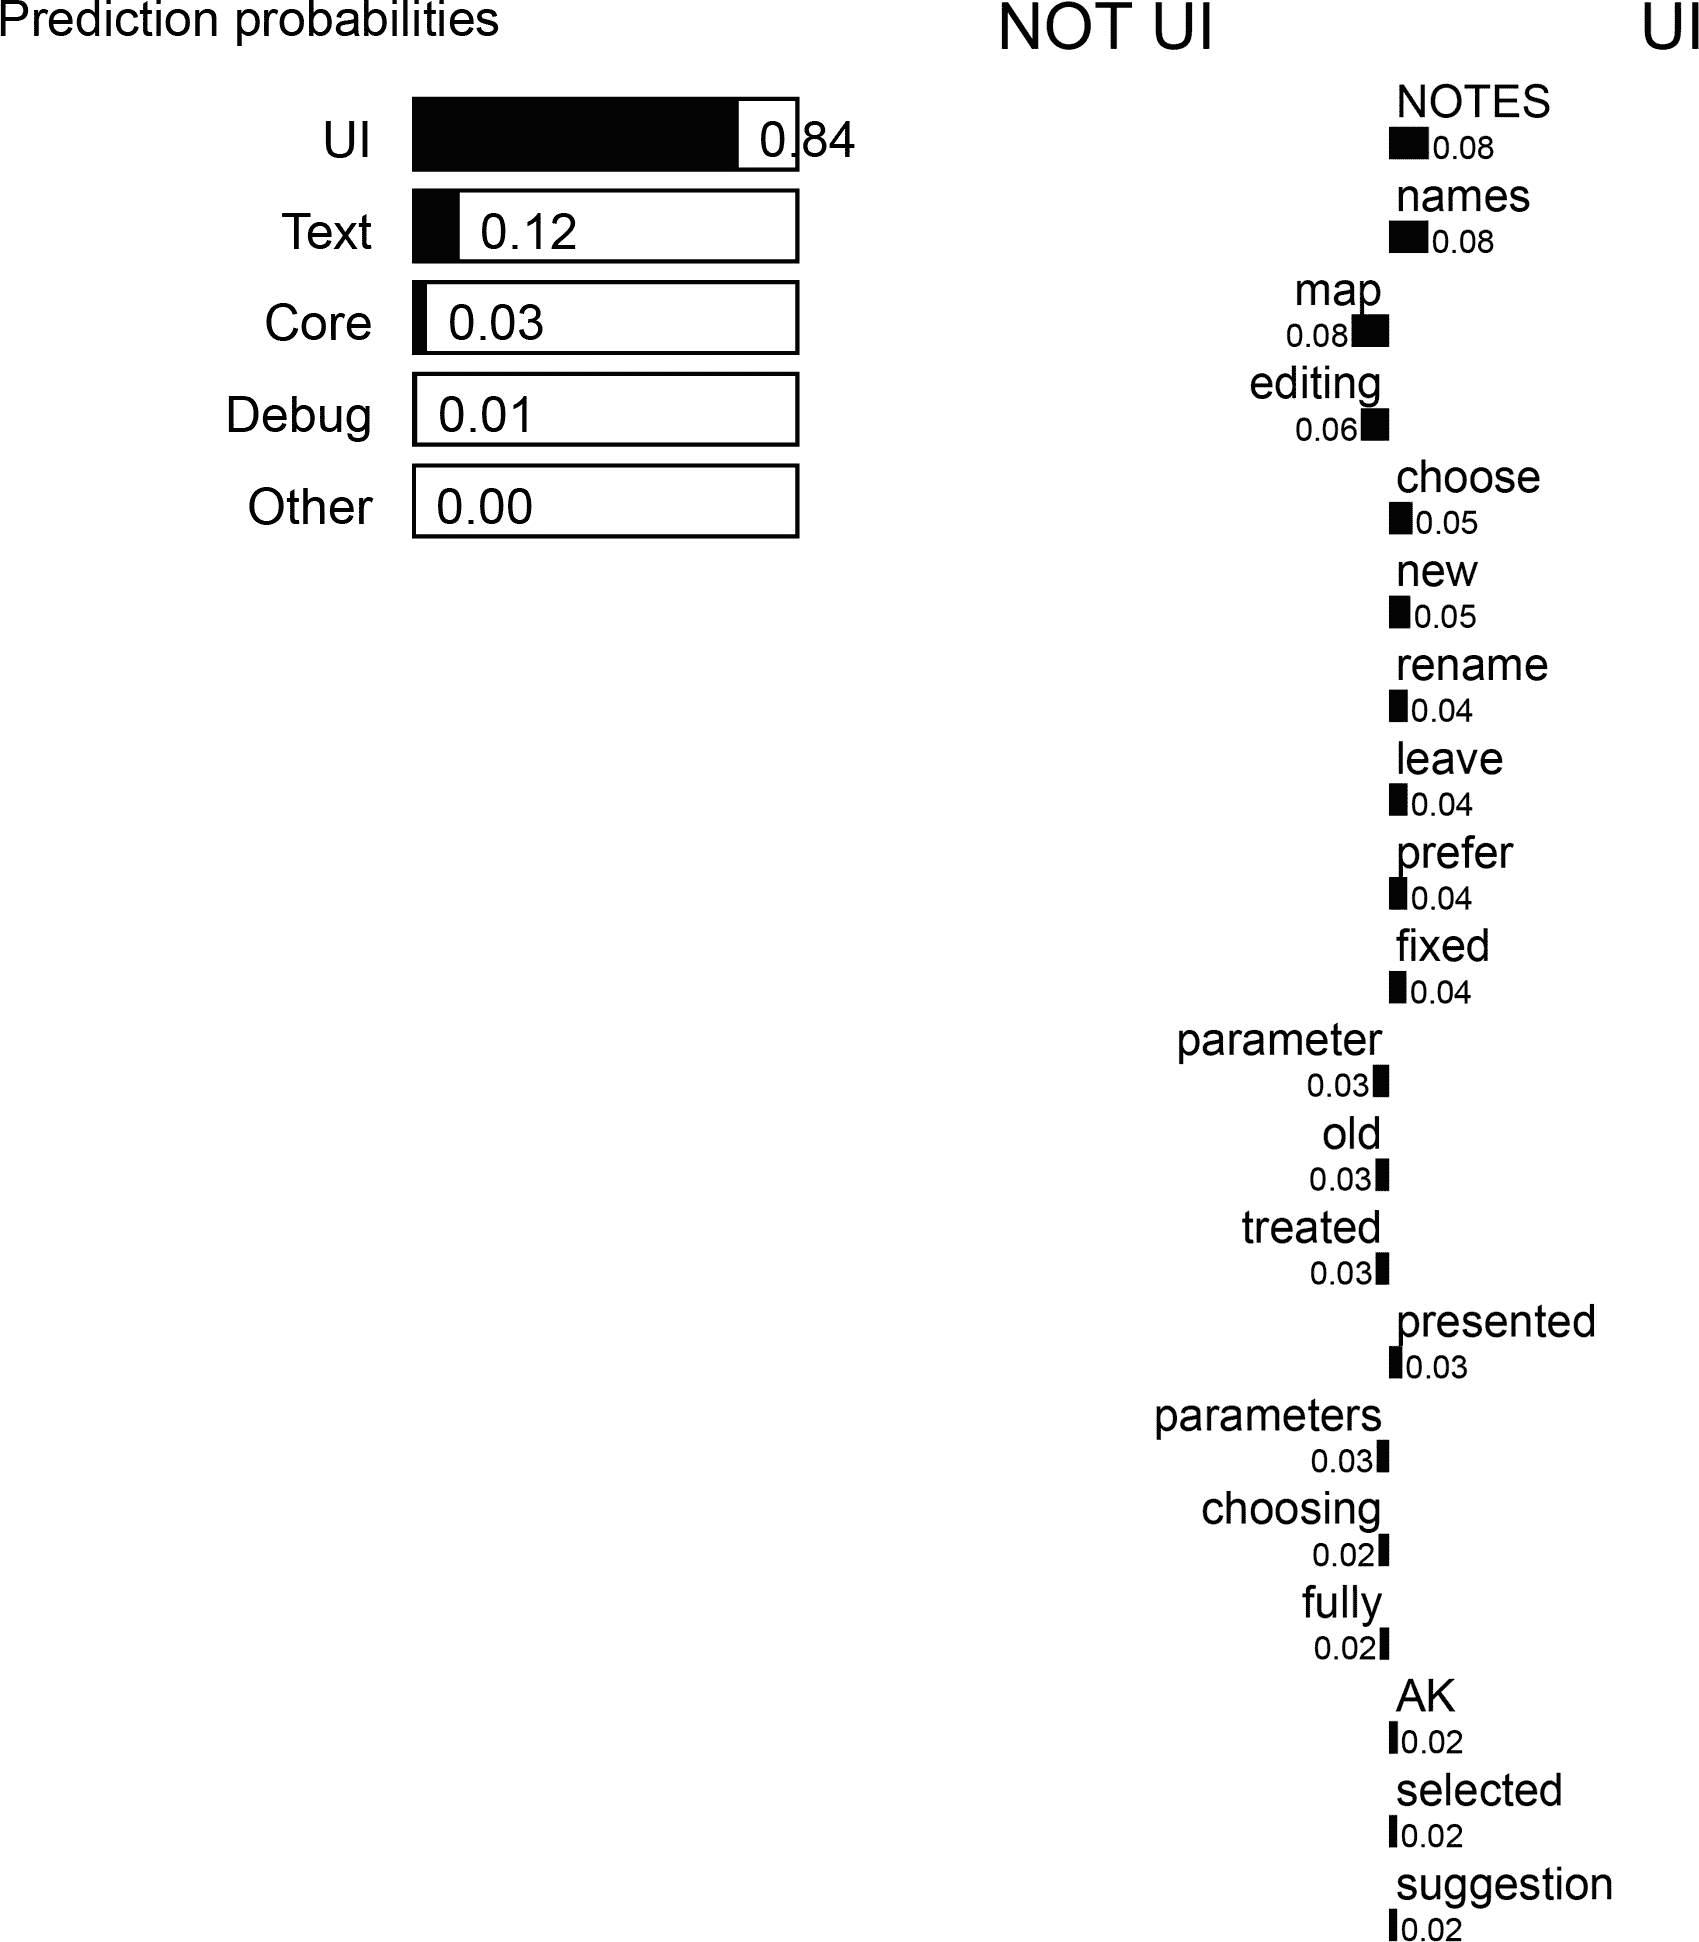 Prediction probabilities
UI 0.84
Text 0.12
Core 0.03
Debug 0.01
Other 0.00
NOT UI UI
NOTES
0.08
names
0.08
map
0.08
editing
0.06
choose
0.05
new
0.05
rename
0.04
leave
0.04
prefer
0.04
fixed
0.04
parameter
0.03
old
0.03
treated
0.03
presented
0.03
parameters
0.03
choosing
0.02
fully
0.02
AK
0.02
selected
0.02
suggestion
0.02